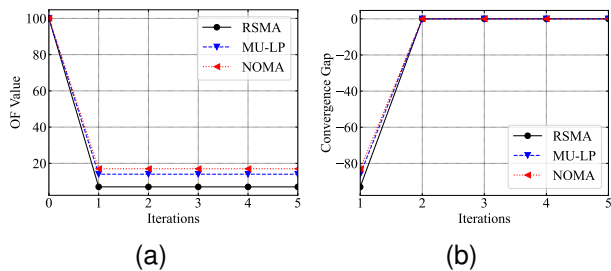 OF Value
100
80
60
40
20
0
1
2
3
4
5
Iterations
RSMA
MU-LP
NOMA
(a)
Convergence Gap
0
−20
−40
−60
−80
1
2
3
4
5
Iterations
RSMA
MU-LP
NOMA
(b)